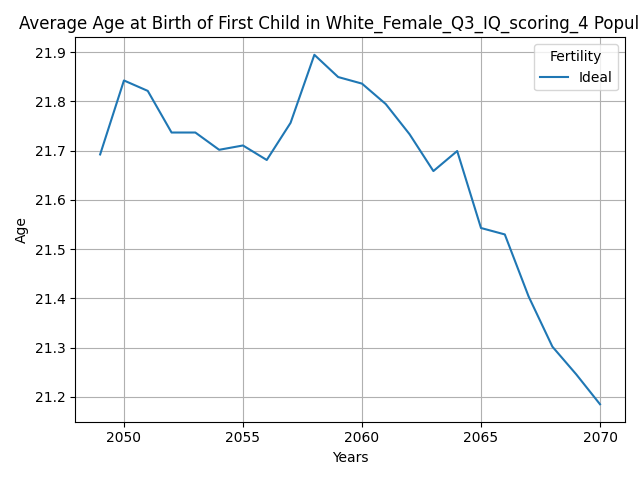 Average Age at Birth of First Child in White_Female_Q3_IQ_scoring_4 Popul
Fertility
Ideal
21.9
21.8
21.7
21.6
21.5
21.4
21.3
21.2
Age
2050 2055 2060 2065 2070
Years